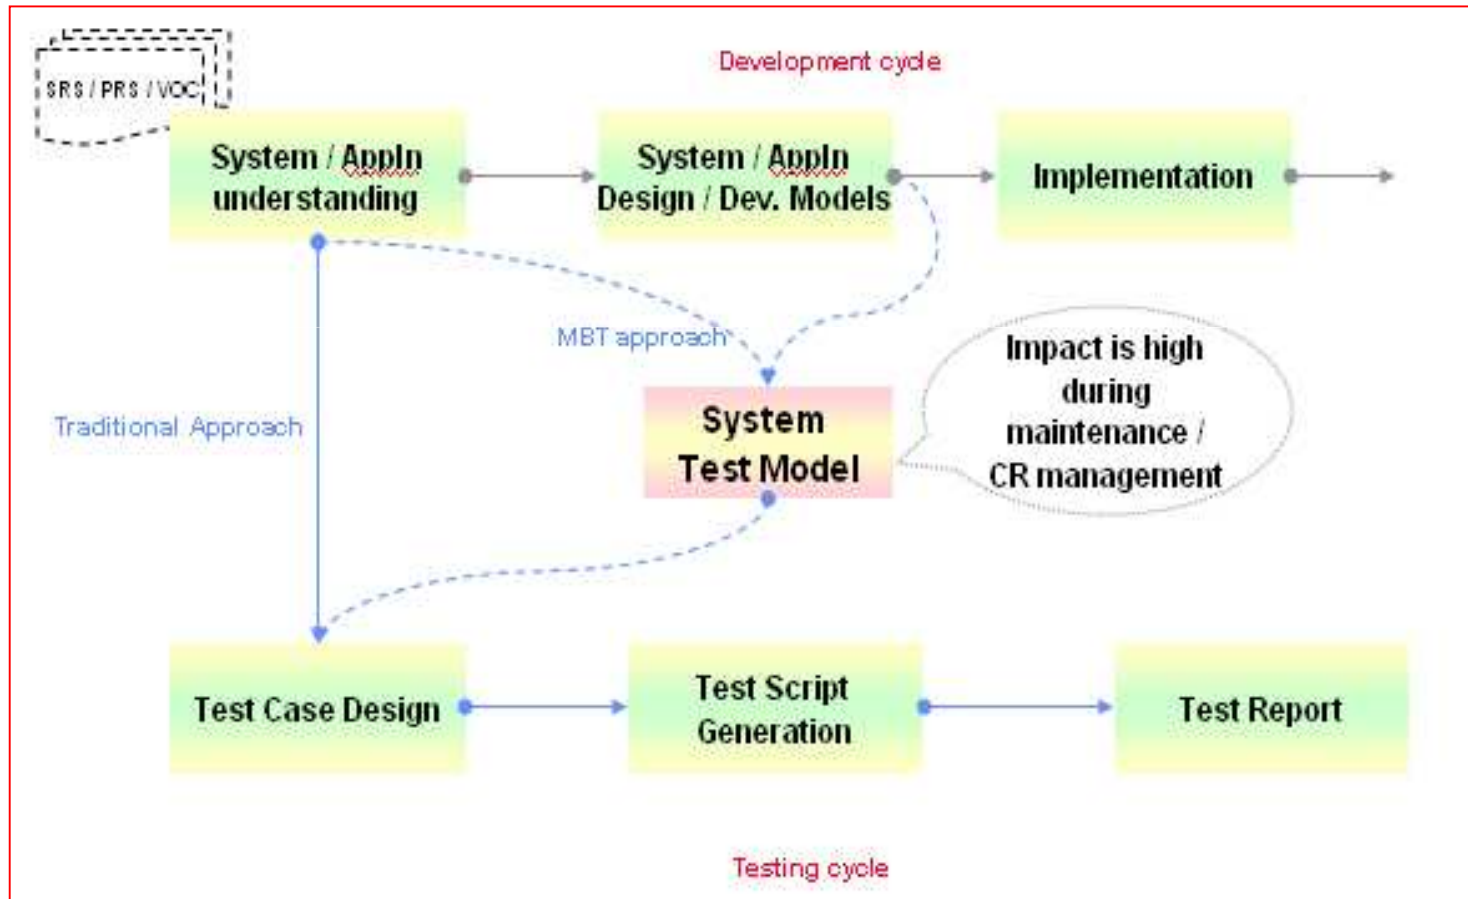 Development cycle
SRS / PRS / VOC
System / Appln
understanding
System / Appln
Design / Dev. Models
Implementation
MBT approach
Impact is high
during
maintenance /
CR management
Traditional Approach
System
Test Model
Test Case Design
Test Script
Generation
Test Report
Testing cycle